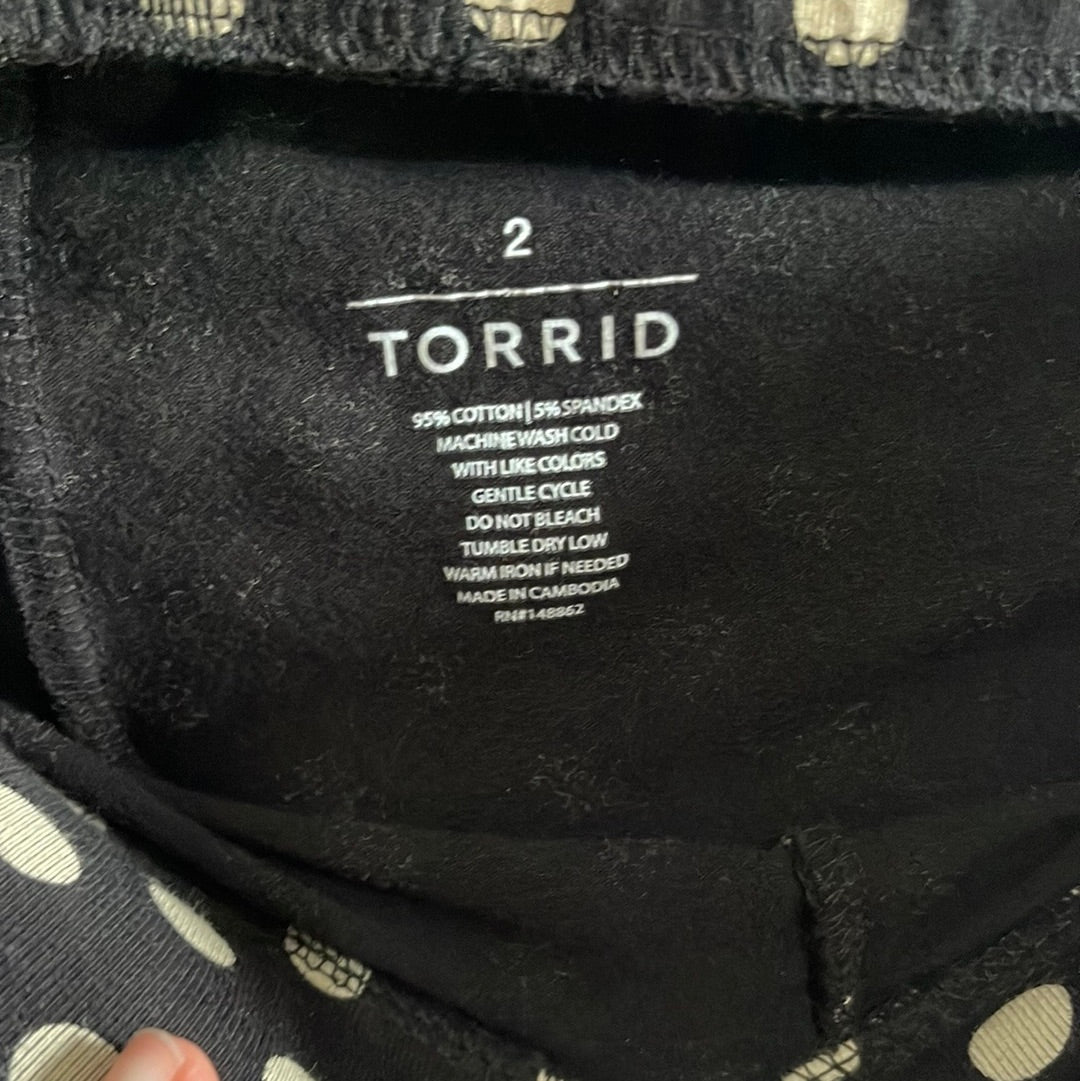 2
TORRID
95% COTTON | 5% SPANDEX
MACHINE WASH COLD
WITH LIKE COLORS
GENTLE CYCLE
DO NOT BLEACH
TUMBLE DRY LOW
WARM IRON IF NEEDED
MADE IN CAMBODIA
RN#148862